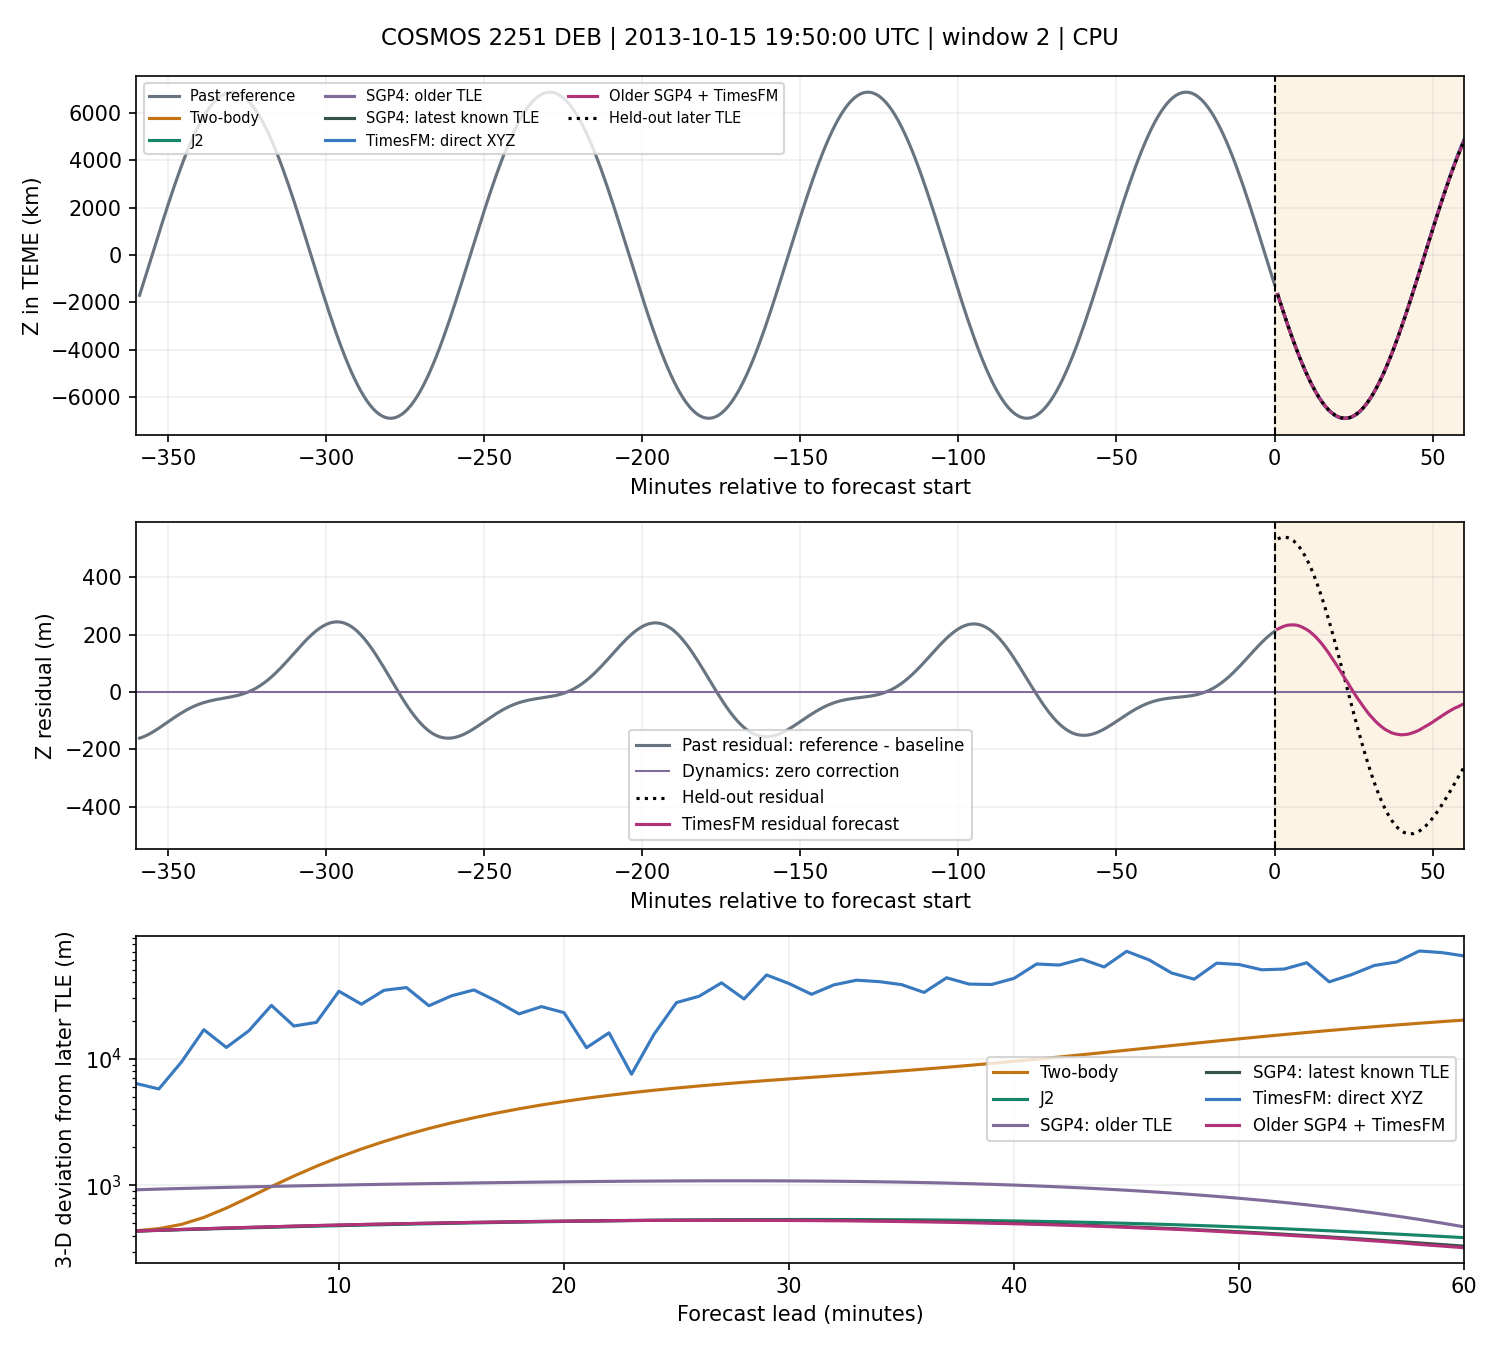 COSMOS 2251 DEB | 2013-10-15 19:50:00 UTC | window 2 | CPU
Z in TEME (km)
6000
4000
2000
0
−2000
−4000
−6000
Past reference
Two-body
J2
SGP4: older TLE
SGP4: latest known TLE
TimesFM: direct XYZ
Older SGP4 + TimesFM
Held-out later TLE
−350 −300 −250 −200 −150 −100 −50 0 50
Minutes relative to forecast start
Z residual (m)
400
200
0
−200
−400
Past residual: reference - baseline
Dynamics: zero correction
Held-out residual
TimesFM residual forecast
−350 −300 −250 −200 −150 −100 −50 0 50
Minutes relative to forecast start
3-D deviation from later TLE (m)
10⁴
10³
Two-body
J2
SGP4: older TLE
SGP4: latest known TLE
TimesFM: direct XYZ
Older SGP4 + TimesFM
10 20 30 40 50 60
Forecast lead (minutes)